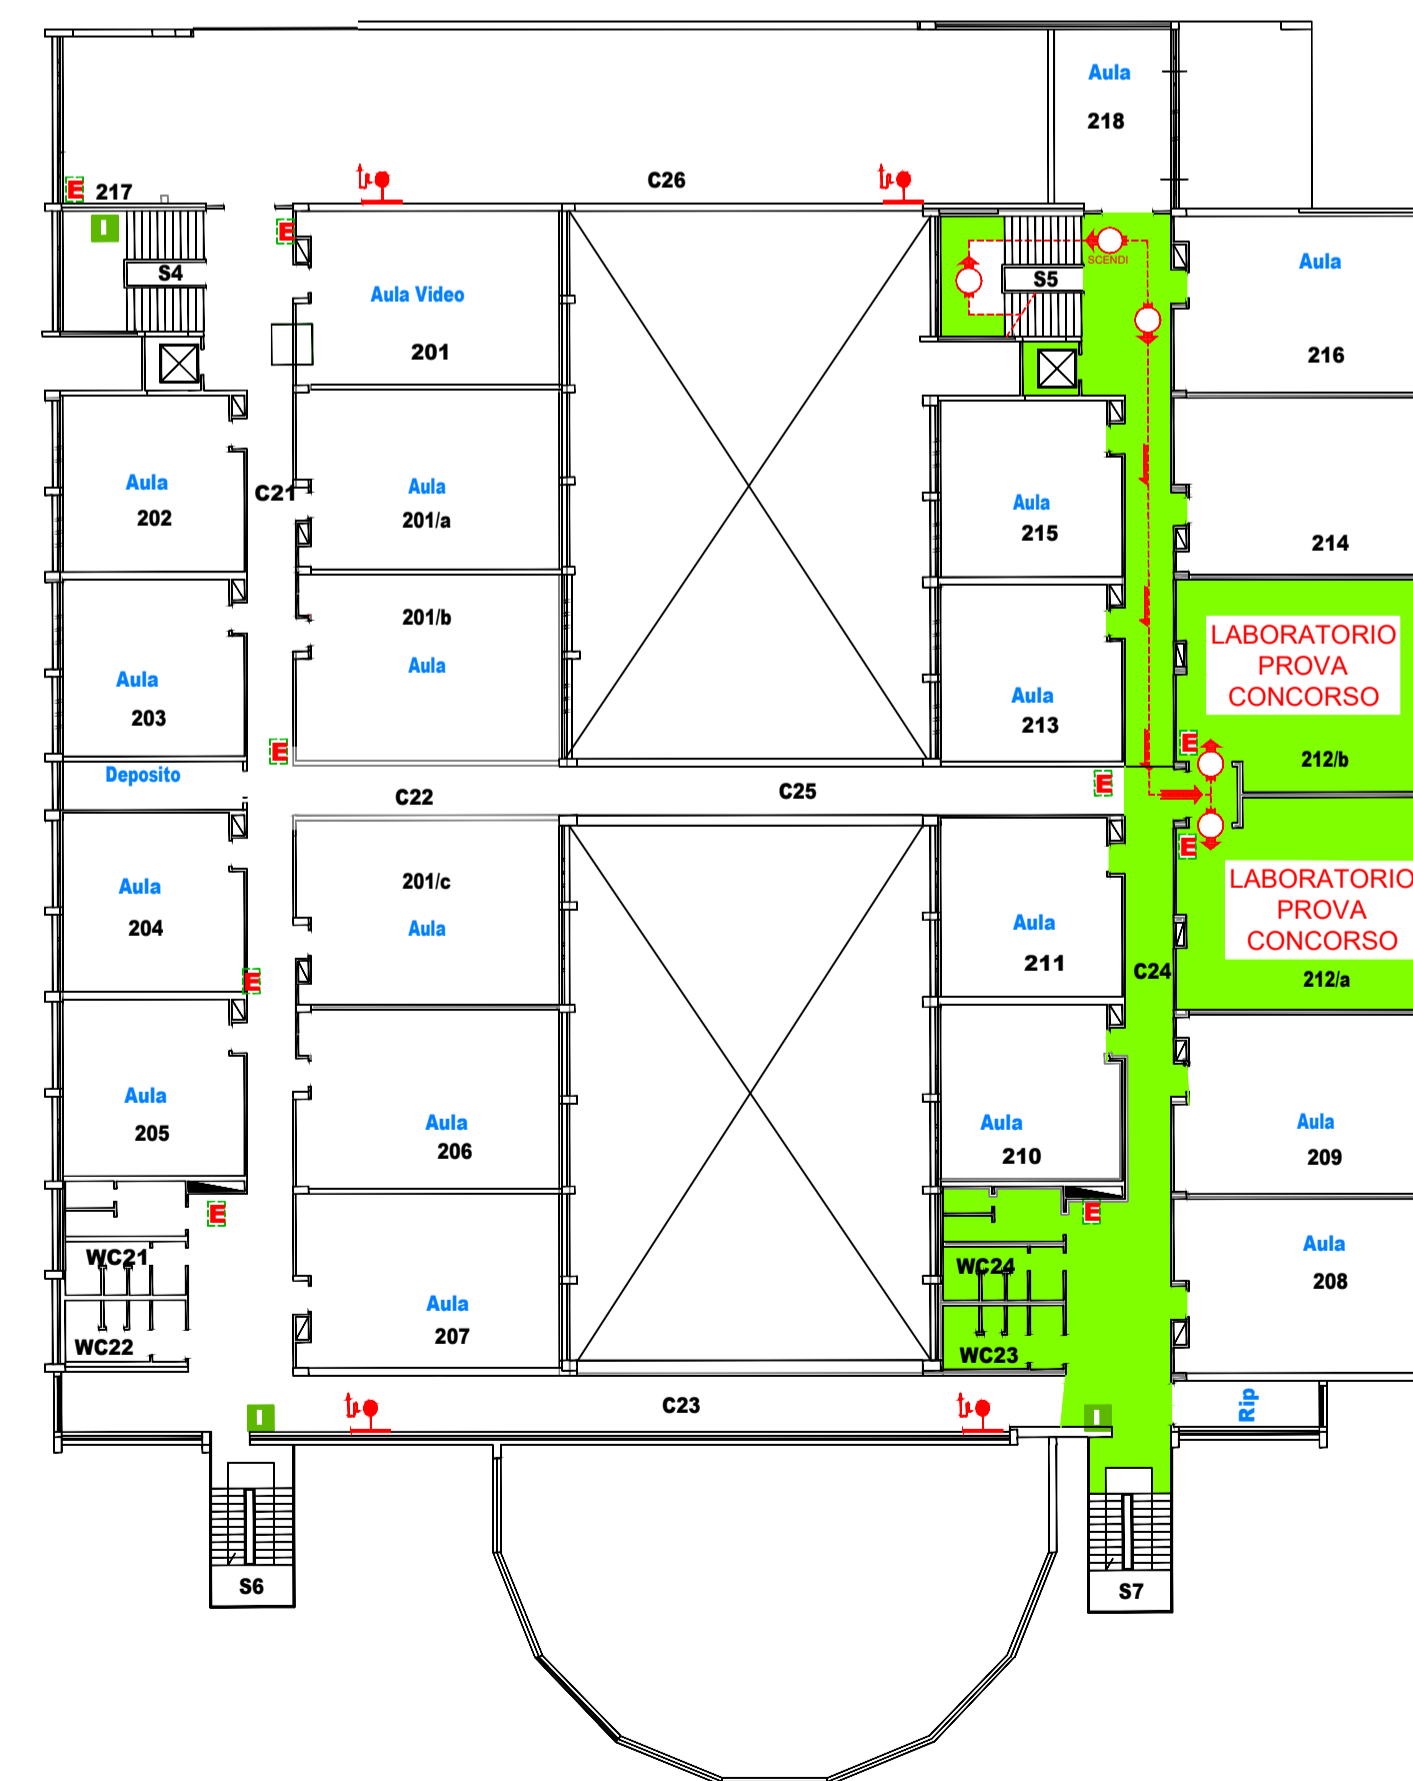 Aula
218
C26
E
217
I
E
S4
Aula Video
201
SCENDI
S5
Aula
216
Aula
202
C21
Aula
201/a
Aula
215
214
201/b
Aula
Aula
203
Aula
213
LABORATORIO
PROVA
CONCORSO
212/b
E
Deposito
E
C22
C25
E
E
Aula
204
201/c
Aula
Aula
211
LABORATORIO
PROVA
CONCORSO
212/a
C24
E
Aula
205
Aula
206
Aula
210
Aula
209
E
E
WC21
WC22
Aula
207
WC24
WC23
Aula
208
I
C23
I
Rip
S6
S7